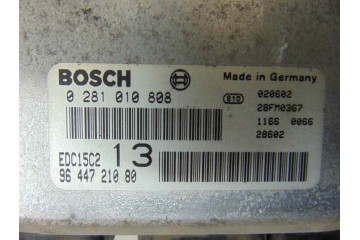 BOSCH
Made in Germany
0 281 010 808
E10
020602
28FM0367
1166 0066
28602
EDC15C2 13
96 447 210 80